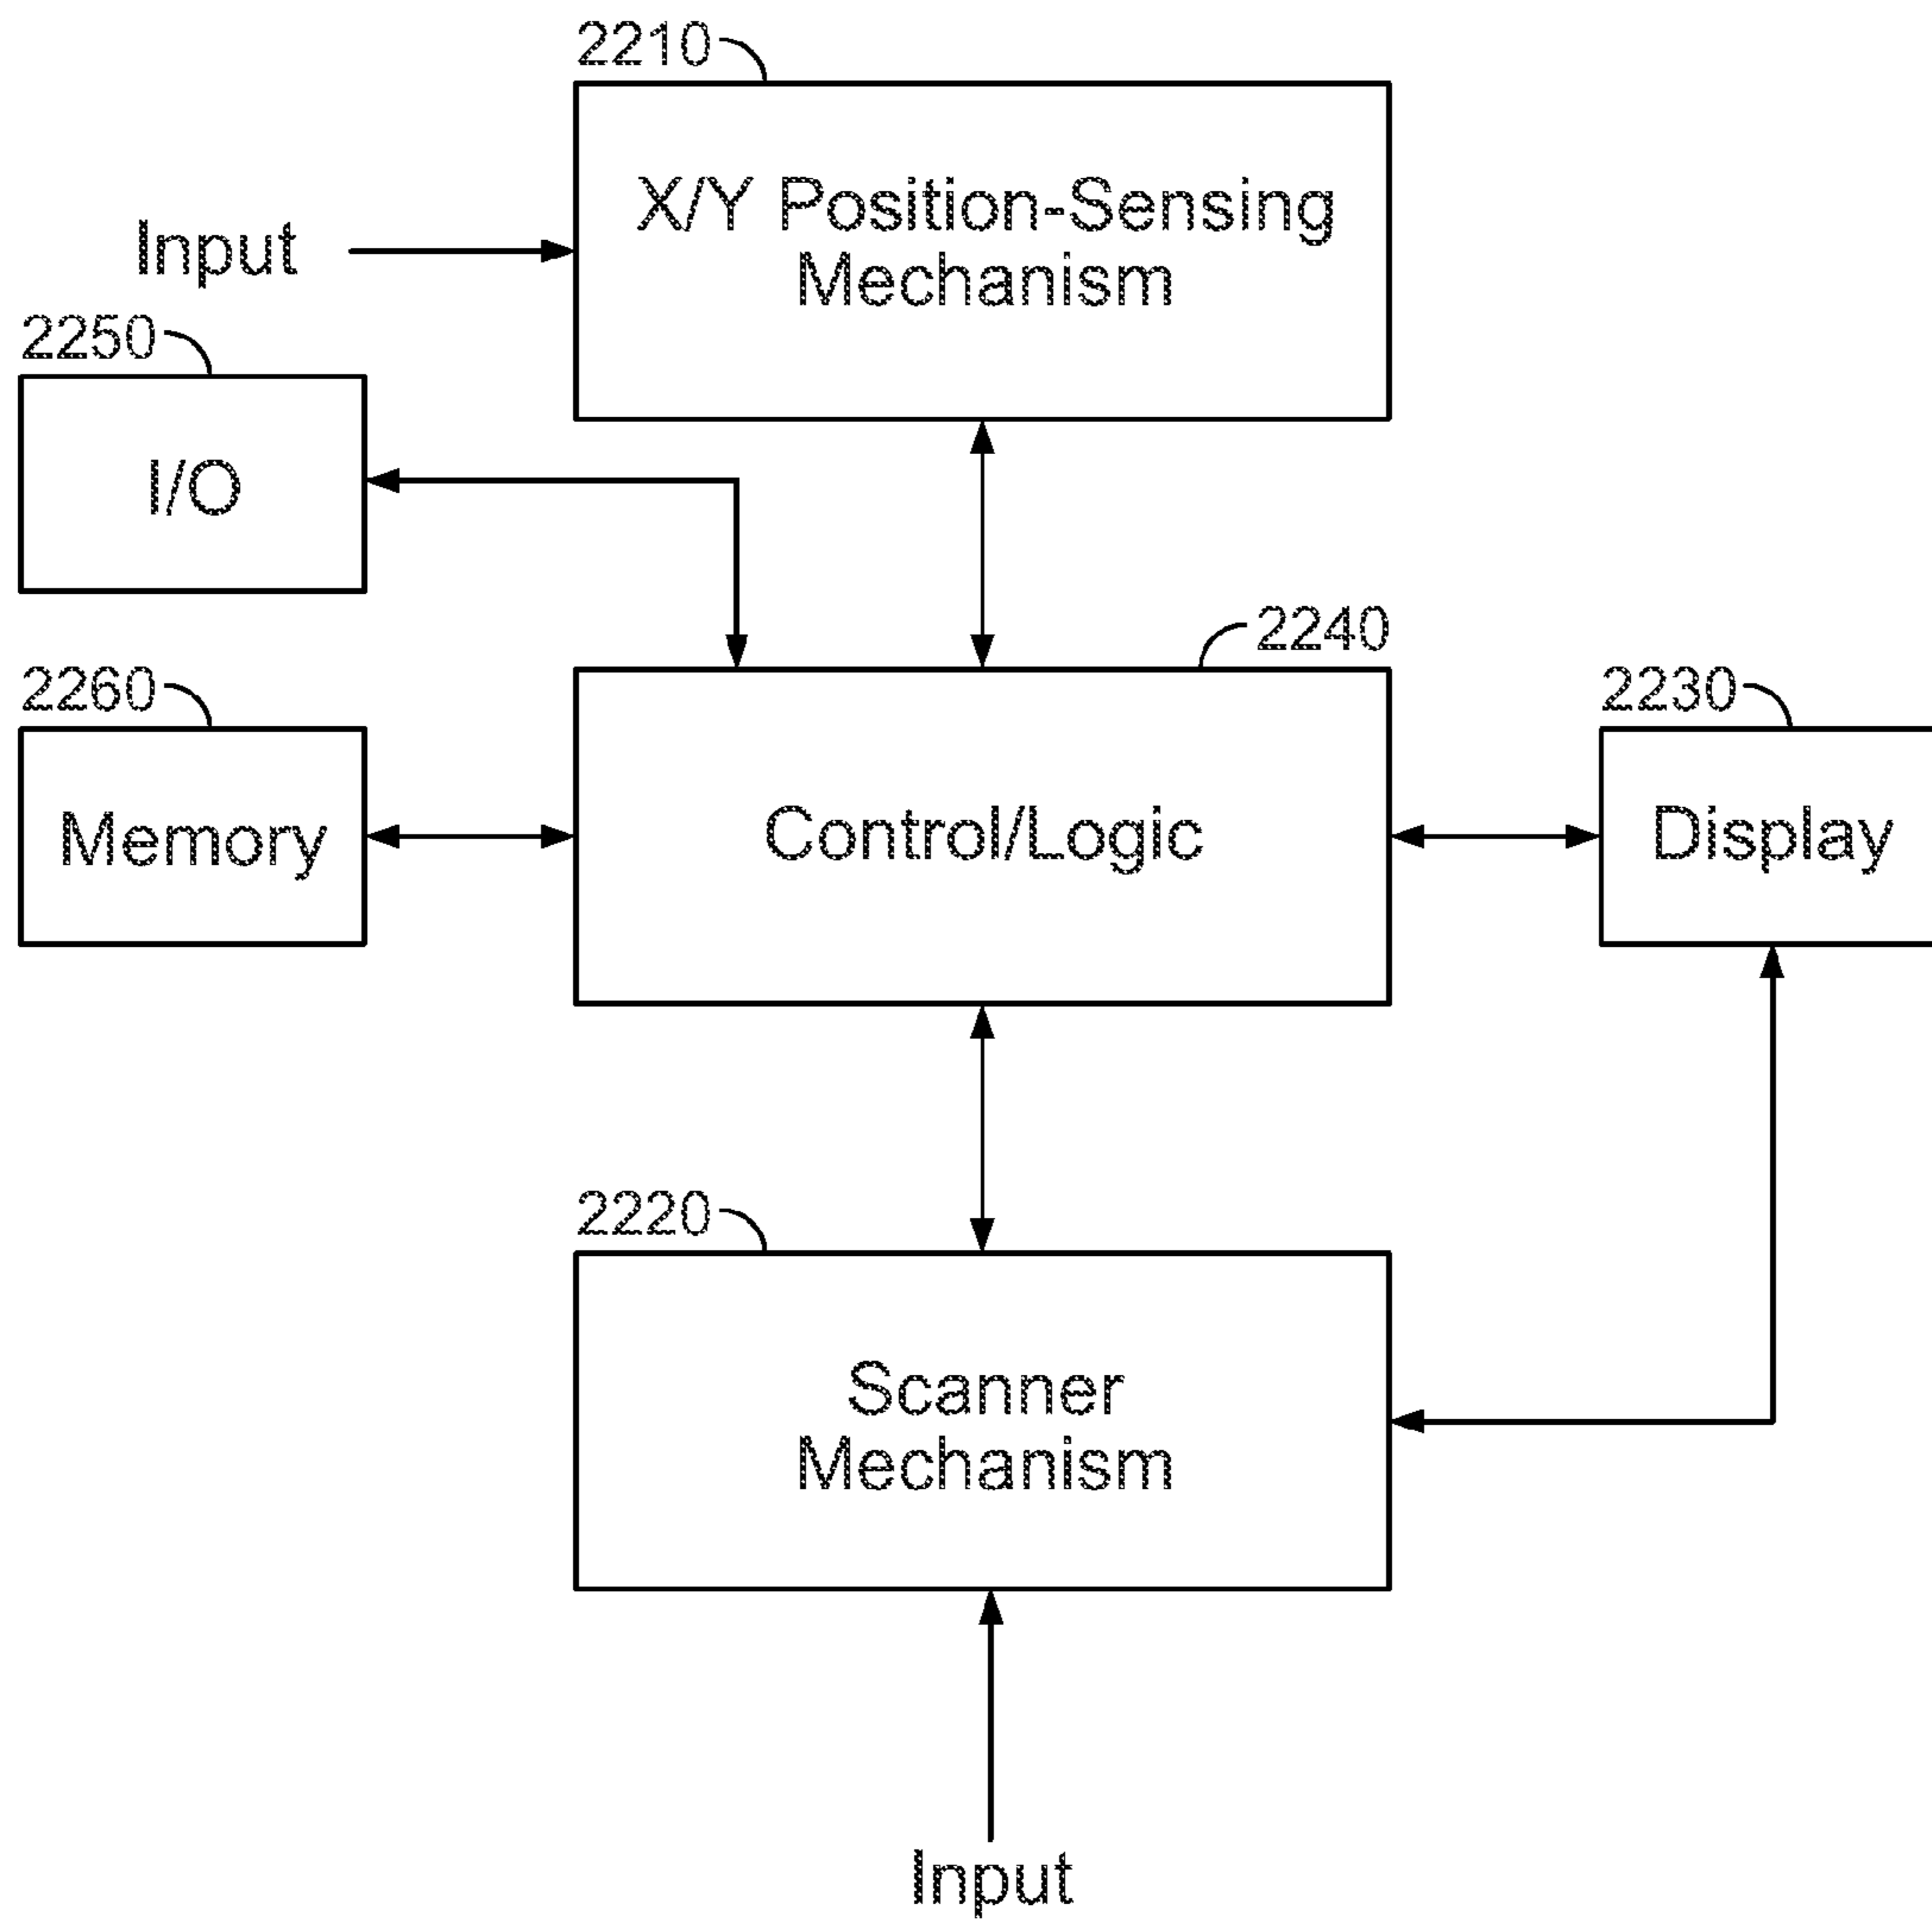 2210
X/Y Position-Sensing
Mechanism
Input
2250
I/O
2240
2260
Memory
Control/Logic
2230
Display
2220
Scanner
Mechanism
Input